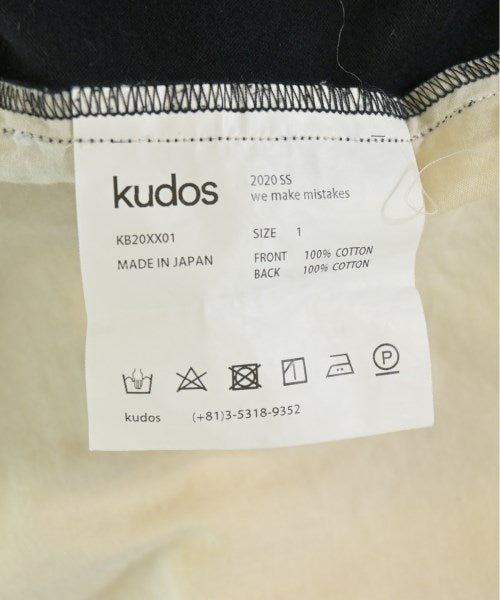 kudos
2020 SS
we make mistakes
KB20XX01
MADE IN JAPAN
SIZE 1
FRONT 100% COTTON
BACK 100% COTTON
P
kudos (+81)3-5318-9352